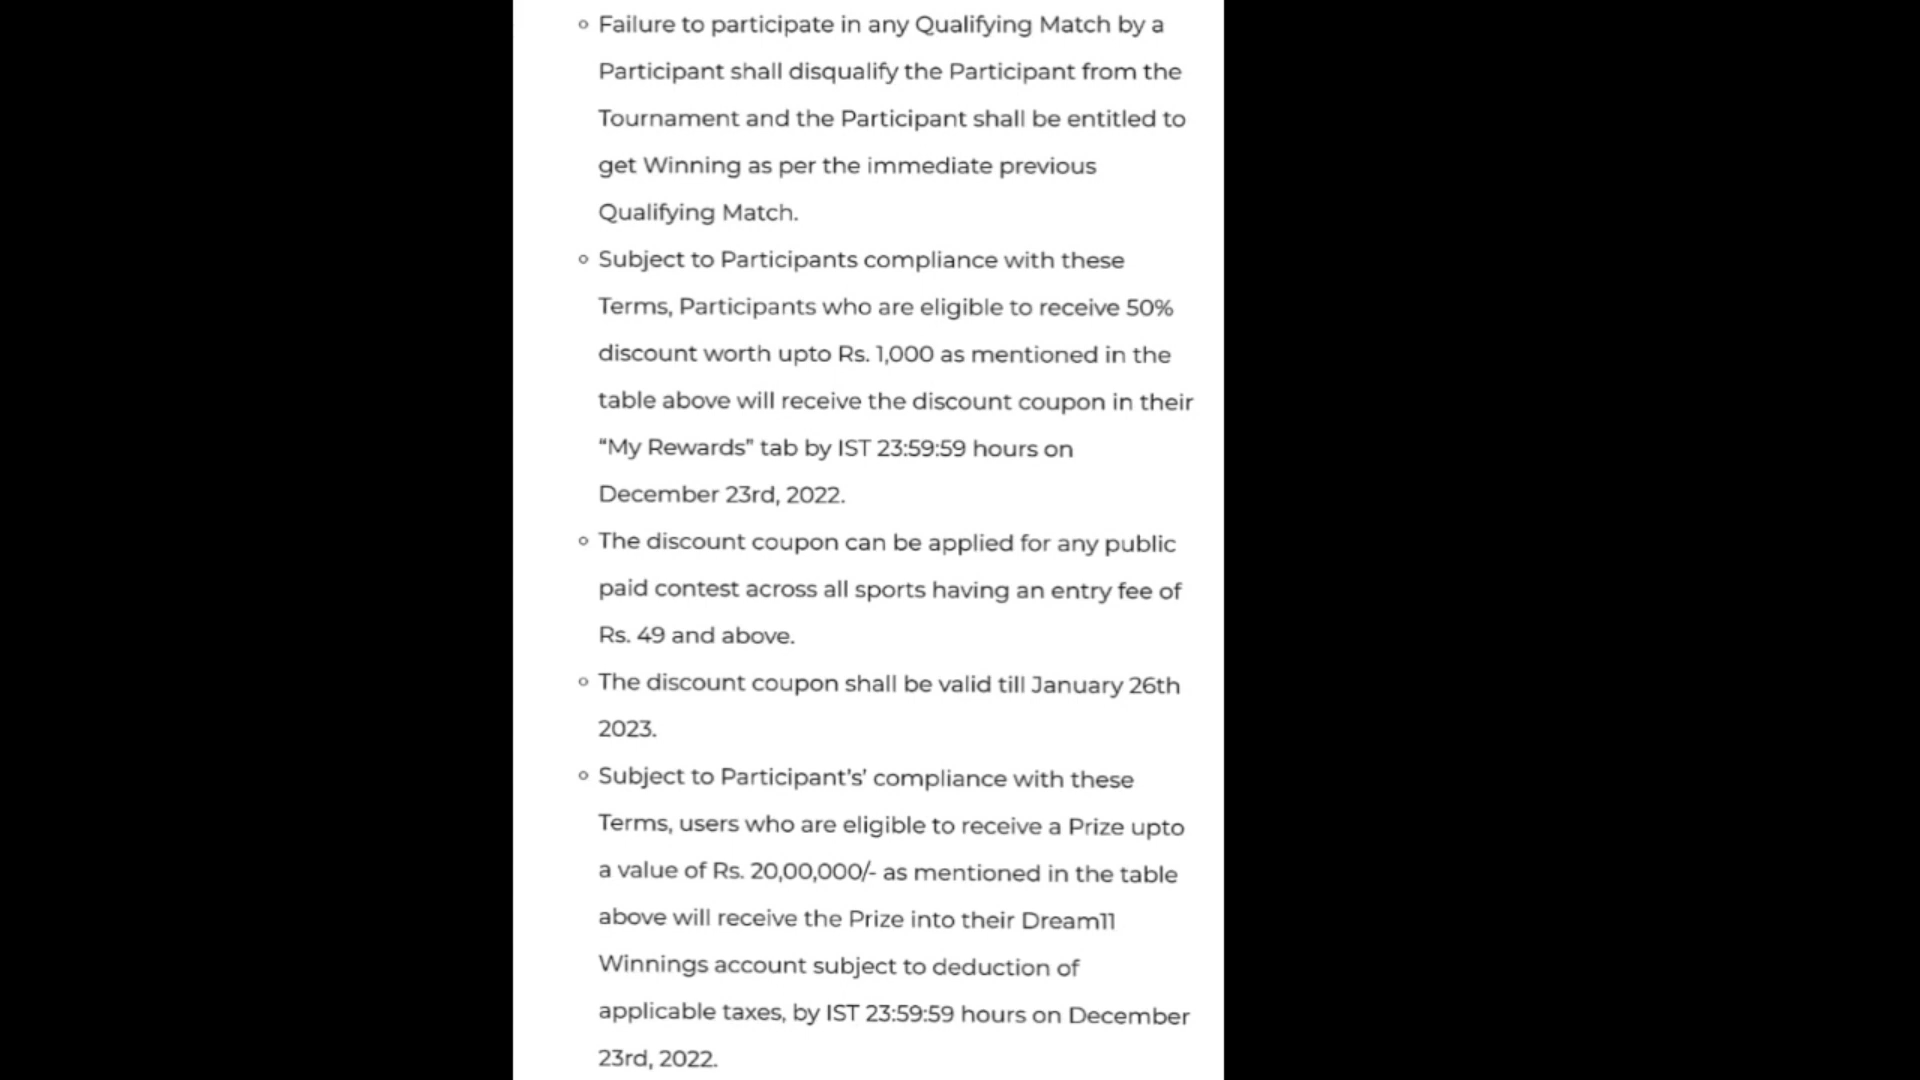 ◦ Failure to participate in any Qualifying Match by a
Participant shall disqualify the Participant from the
Tournament and the Participant shall be entitled to
get Winning as per the immediate previous
Qualifying Match.
◦ Subject to Participants compliance with these
Terms, Participants who are eligible to receive 50%
discount worth upto Rs. 1,000 as mentioned in the
table above will receive the discount coupon in their
“My Rewards” tab by IST 23:59:59 hours on
December 23rd, 2022.
◦ The discount coupon can be applied for any public
paid contest across all sports having an entry fee of
Rs. 49 and above.
◦ The discount coupon shall be valid till January 26th
2023.
◦ Subject to Participant’s’ compliance with these
Terms, users who are eligible to receive a Prize upto
a value of Rs. 20,00,000/- as mentioned in the table
above will receive the Prize into their Dream11
Winnings account subject to deduction of
applicable taxes, by IST 23:59:59 hours on December
23rd, 2022.